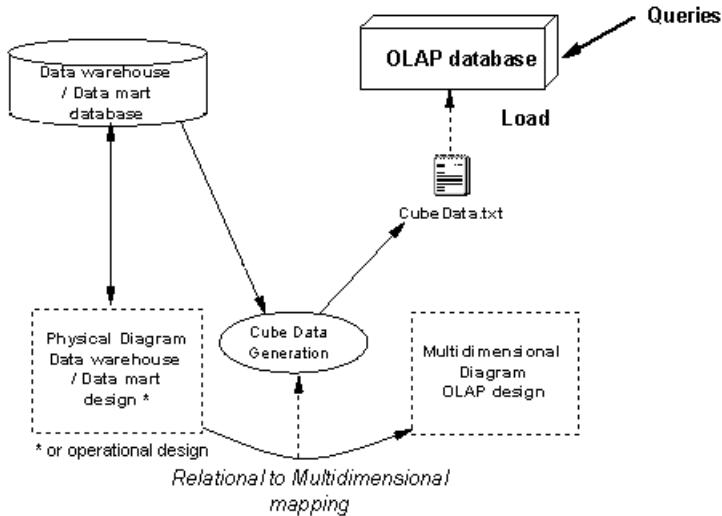 Queries
OLAP database
Data warehouse
/ Data mart
database
Load
CubeData.txt
Cube Data
Generation
Physical Diagram
Data warehouse
/ Data mart
design *
Multidimensional
Diagram
OLAP design
* or operational design
Relational to Multidimensional
mapping